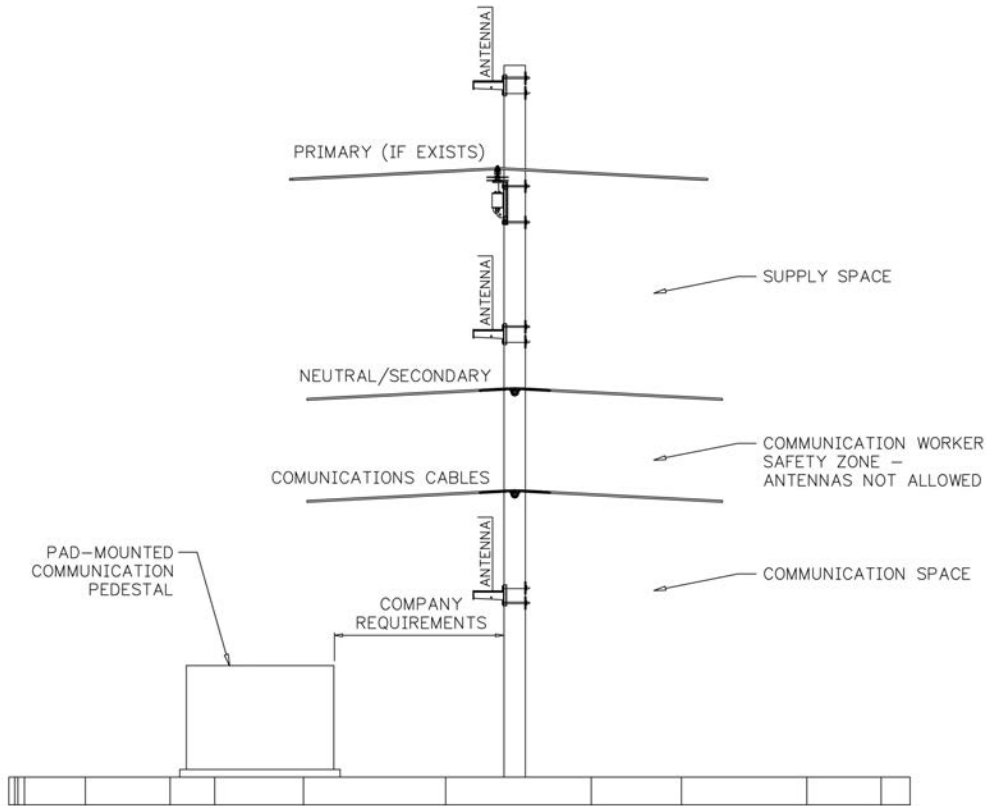 ANTENNA
PRIMARY (IF EXISTS)
ANTENNA
SUPPLY SPACE
NEUTRAL/SECONDARY
COMMUNICATION WORKER
SAFETY ZONE –
ANTENNAS NOT ALLOWED
COMUNICATIONS CABLES
ANTENNA
PAD–MOUNTED
COMMUNICATION
PEDESTAL
COMMUNICATION SPACE
COMPANY
REQUIREMENTS